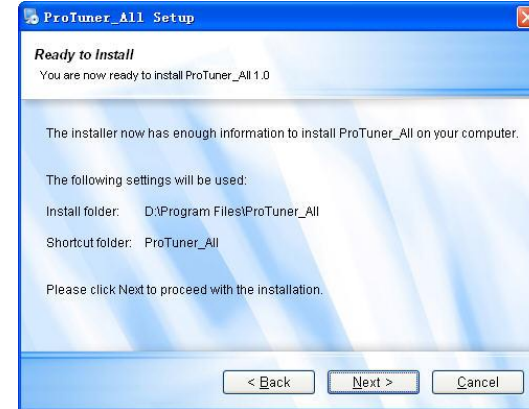 ProTuner_All Setup
Ready to Install
You are now ready to install ProTuner_All 1.0
The installer now has enough information to install ProTuner_All on your computer.
The following settings will be used:
Install folder: D:\Program Files\ProTuner_All
Shortcut folder: ProTuner_All
Please click Next to proceed with the installation.
< Back Next > Cancel